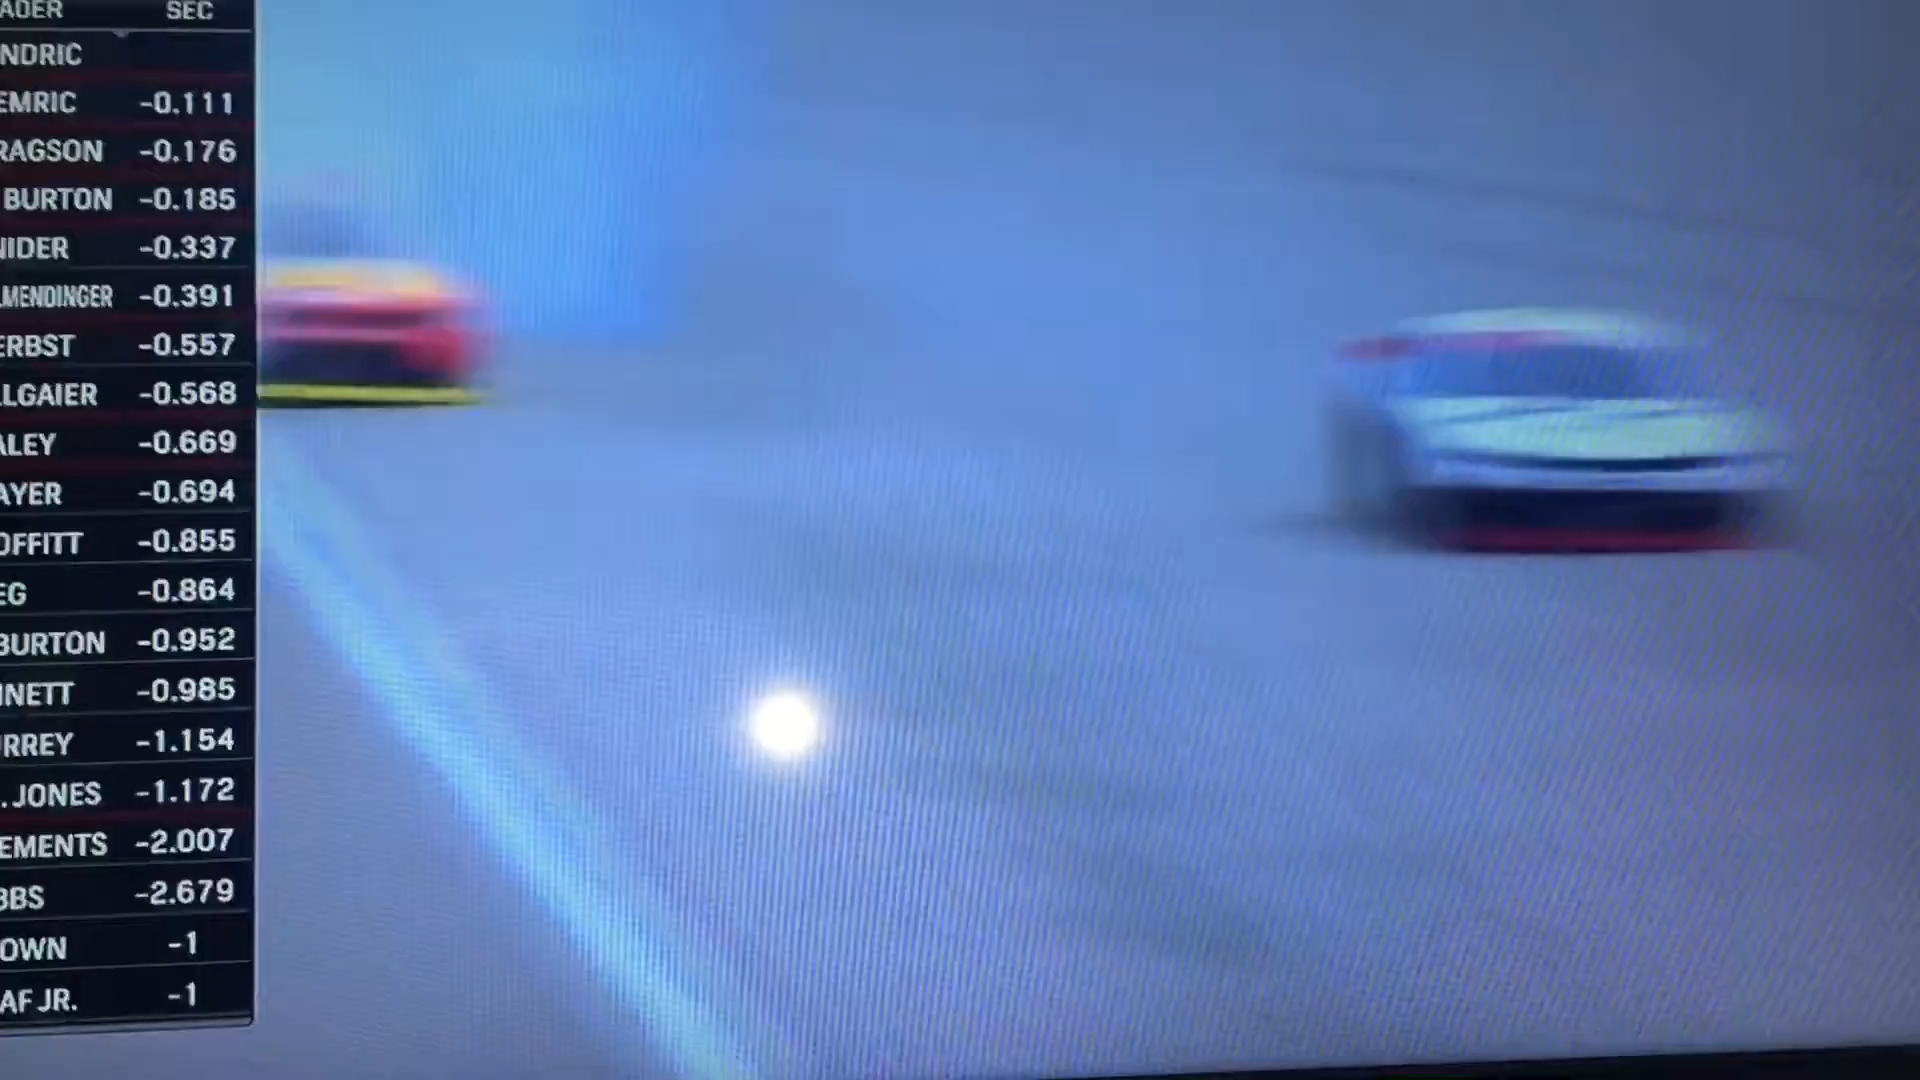 ADER SEC
NDRIC
EMRIC -0.111
RAGSON -0.176
BURTON -0.185
NIDER -0.337
LMENDINGER -0.391
ERBST -0.557
LGAIER -0.568
ALEY -0.669
AYER -0.694
OFFITT -0.855
EG -0.864
BURTON -0.952
NNETT -0.985
RREY -1.154
. JONES -1.172
EMENTS -2.007
BBS -2.679
OWN -1
AF JR. -1